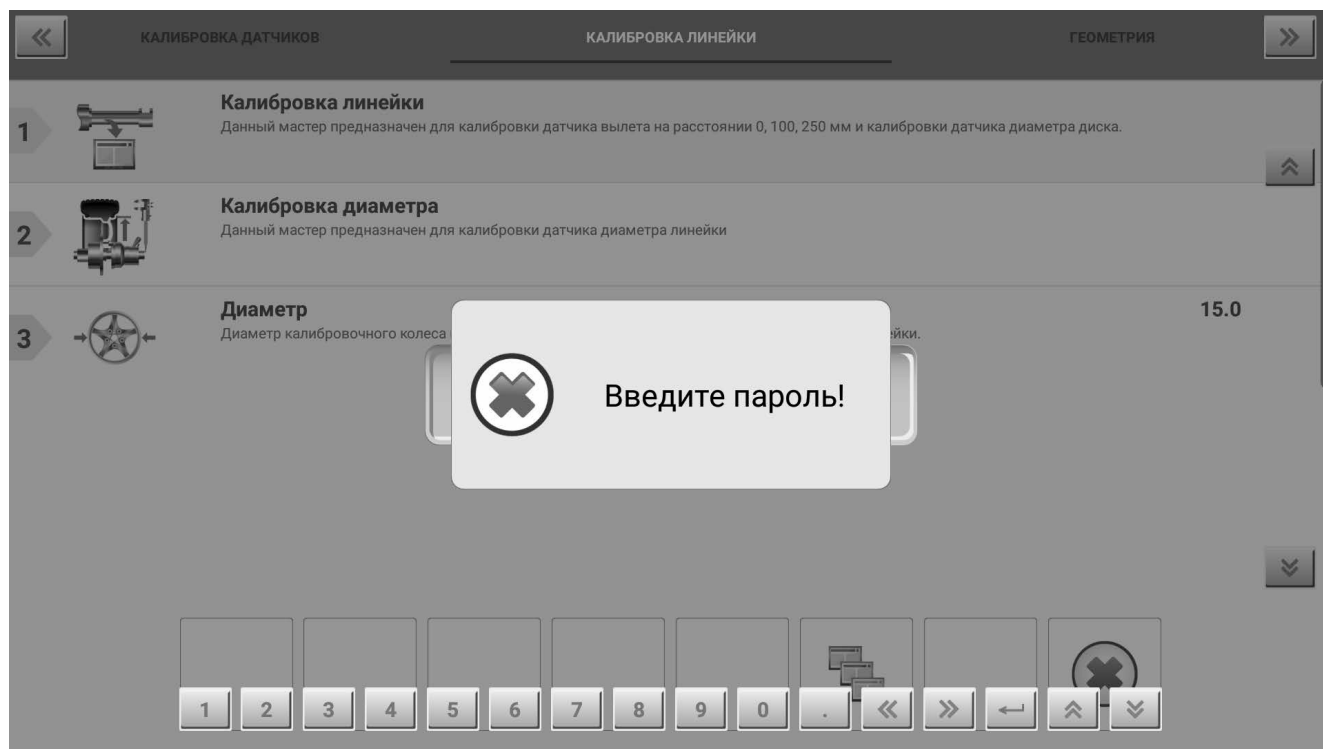 КАЛИБРОВКА ДАТЧИКОВ КАЛИБРОВКА ЛИНЕЙКИ ГЕОМЕТРИЯ
1
Калибровка линейки
Данный мастер предназначен для калибровки датчика вылета на расстоянии 0, 100, 250 мм и калибровки датчика диаметра диска.
2
Калибровка диаметра
Данный мастер предназначен для калибровки датчика диаметра линейки
3
Диаметр 15.0
Диаметр калибровочного колеса
Введите пароль!
1 2 3 4 5 6 7 8 9 0 .